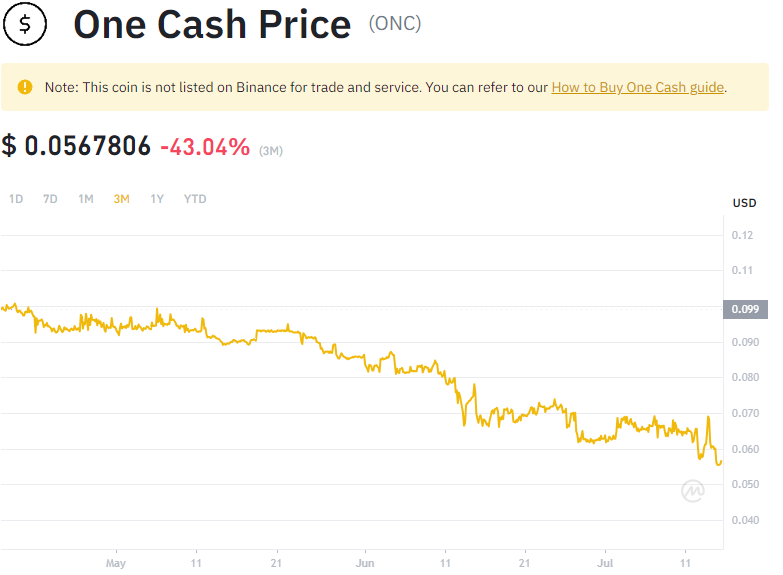 $ One Cash Price (ONC)
! Note: This coin is not listed on Binance for trade and service. You can refer to our How to Buy One Cash guide.
$ 0.0567806 -43.04% (3M)
1D 7D 1M 3M 1Y YTD
USD
0.12
0.11
0.099
0.090
0.080
0.070
0.060
0.050
0.040
May 11 21 Jun 11 21 Jul 11